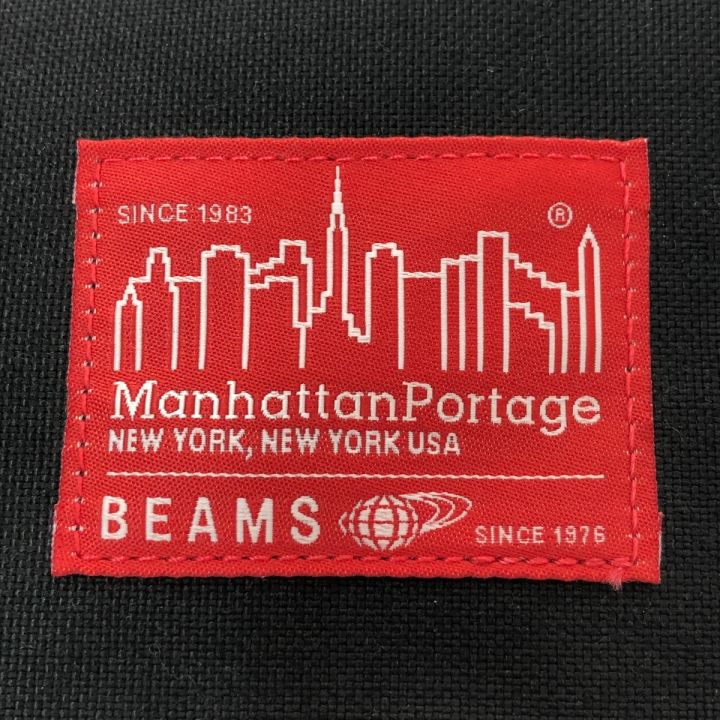 SINCE 1983 ®
ManhattanPortage
NEW YORK, NEW YORK USA
BEAMS SINCE 1976